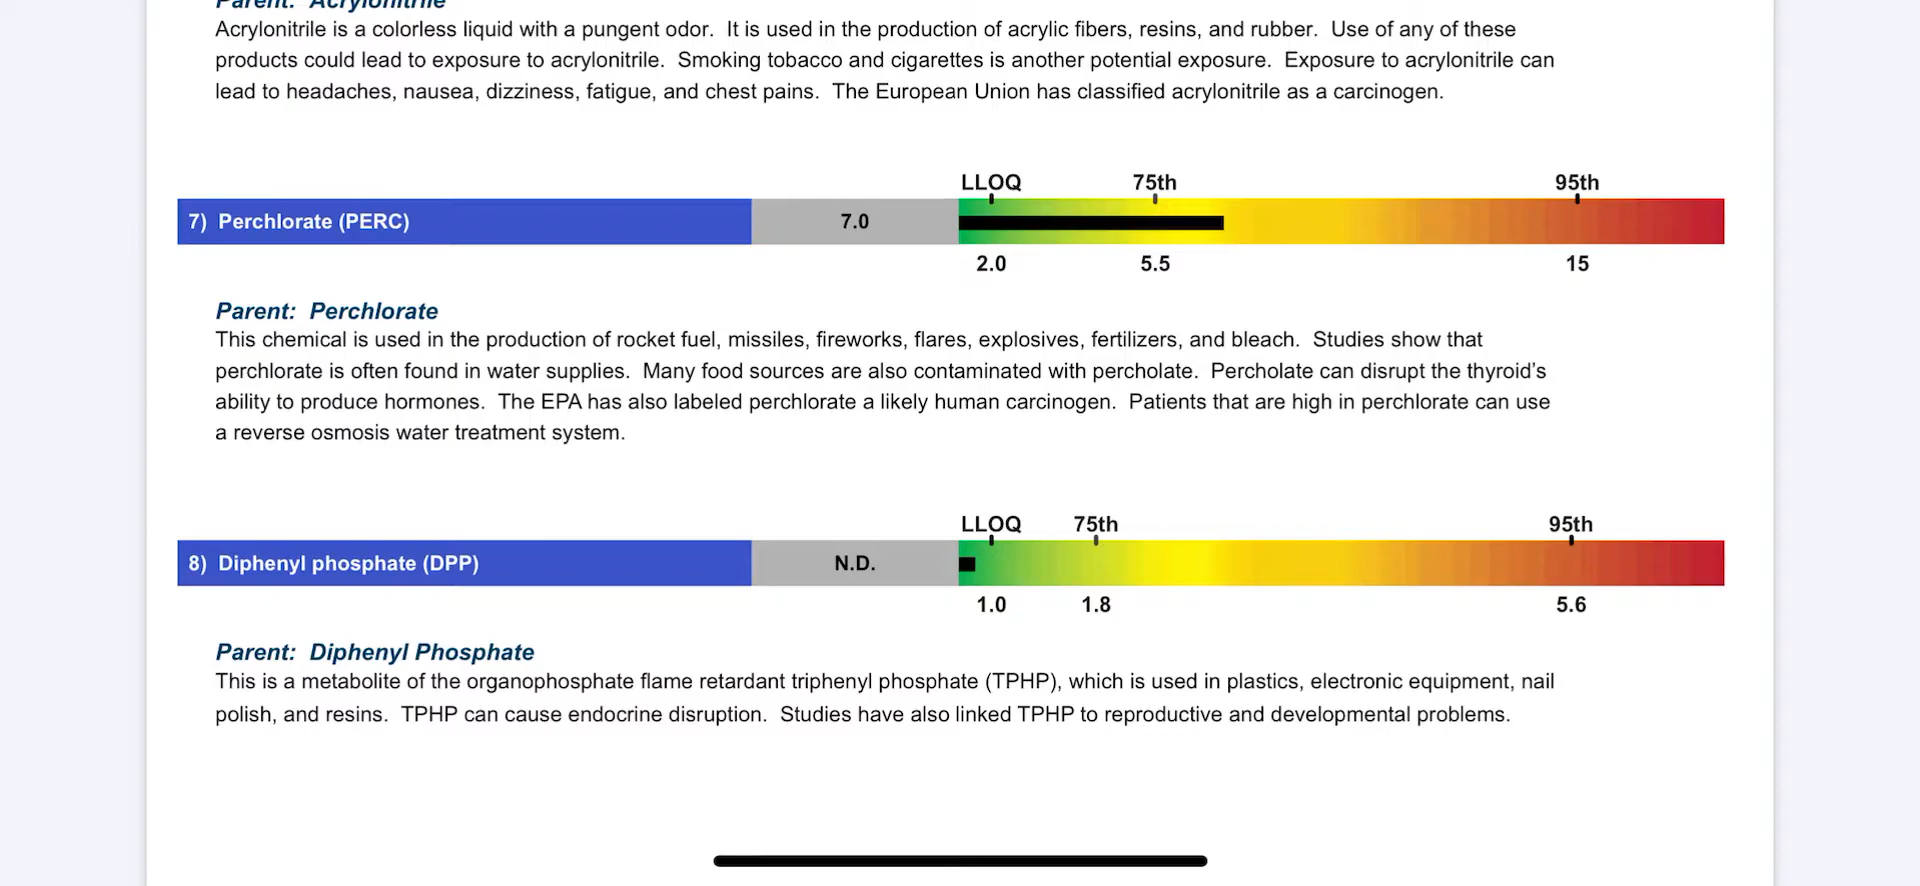 Parent: Acrylonitrile
Acrylonitrile is a colorless liquid with a pungent odor. It is used in the production of acrylic fibers, resins, and rubber. Use of any of these
products could lead to exposure to acrylonitrile. Smoking tobacco and cigarettes is another potential exposure. Exposure to acrylonitrile can
lead to headaches, nausea, dizziness, fatigue, and chest pains. The European Union has classified acrylonitrile as a carcinogen.
LLOQ 75th 95th
7) Perchlorate (PERC) 7.0
2.0 5.5 15
Parent: Perchlorate
This chemical is used in the production of rocket fuel, missiles, fireworks, flares, explosives, fertilizers, and bleach. Studies show that
perchlorate is often found in water supplies. Many food sources are also contaminated with percholate. Percholate can disrupt the thyroid’s
ability to produce hormones. The EPA has also labeled perchlorate a likely human carcinogen. Patients that are high in perchlorate can use
a reverse osmosis water treatment system.
LLOQ 75th 95th
8) Diphenyl phosphate (DPP) N.D.
1.0 1.8 5.6
Parent: Diphenyl Phosphate
This is a metabolite of the organophosphate flame retardant triphenyl phosphate (TPHP), which is used in plastics, electronic equipment, nail
polish, and resins. TPHP can cause endocrine disruption. Studies have also linked TPHP to reproductive and developmental problems.